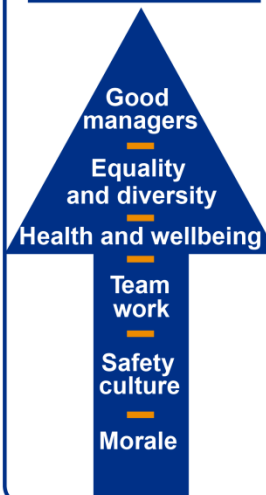 Good
managers
Equality
and diversity
Health and wellbeing
Team
work
Safety
culture
Morale